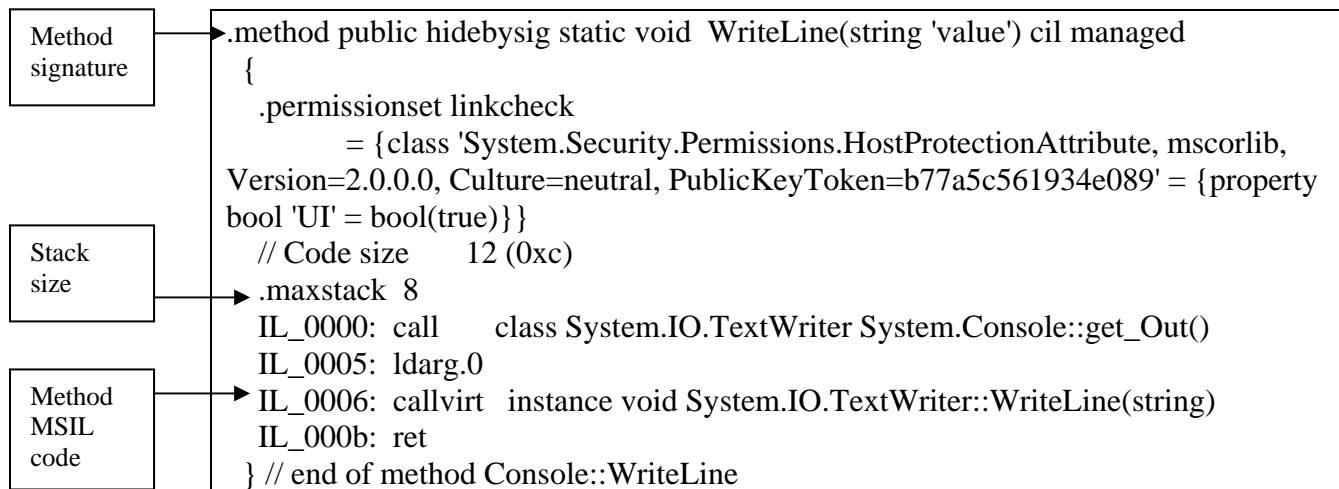 Method
signature
.method public hidebysig static void  WriteLine(string 'value') cil managed
{
.permissionset linkcheck
= {class 'System.Security.Permissions.HostProtectionAttribute, mscorlib,
Version=2.0.0.0, Culture=neutral, PublicKeyToken=b77a5c561934e089' = {property
bool 'UI' = bool(true)}}
// Code size       12 (0xc)
Stack
size
.maxstack  8
IL_0000:  call       class System.IO.TextWriter System.Console::get_Out()
IL_0005:  ldarg.0
Method
MSIL
code
IL_0006:  callvirt   instance void System.IO.TextWriter::WriteLine(string)
IL_000b:  ret
} // end of method Console::WriteLine